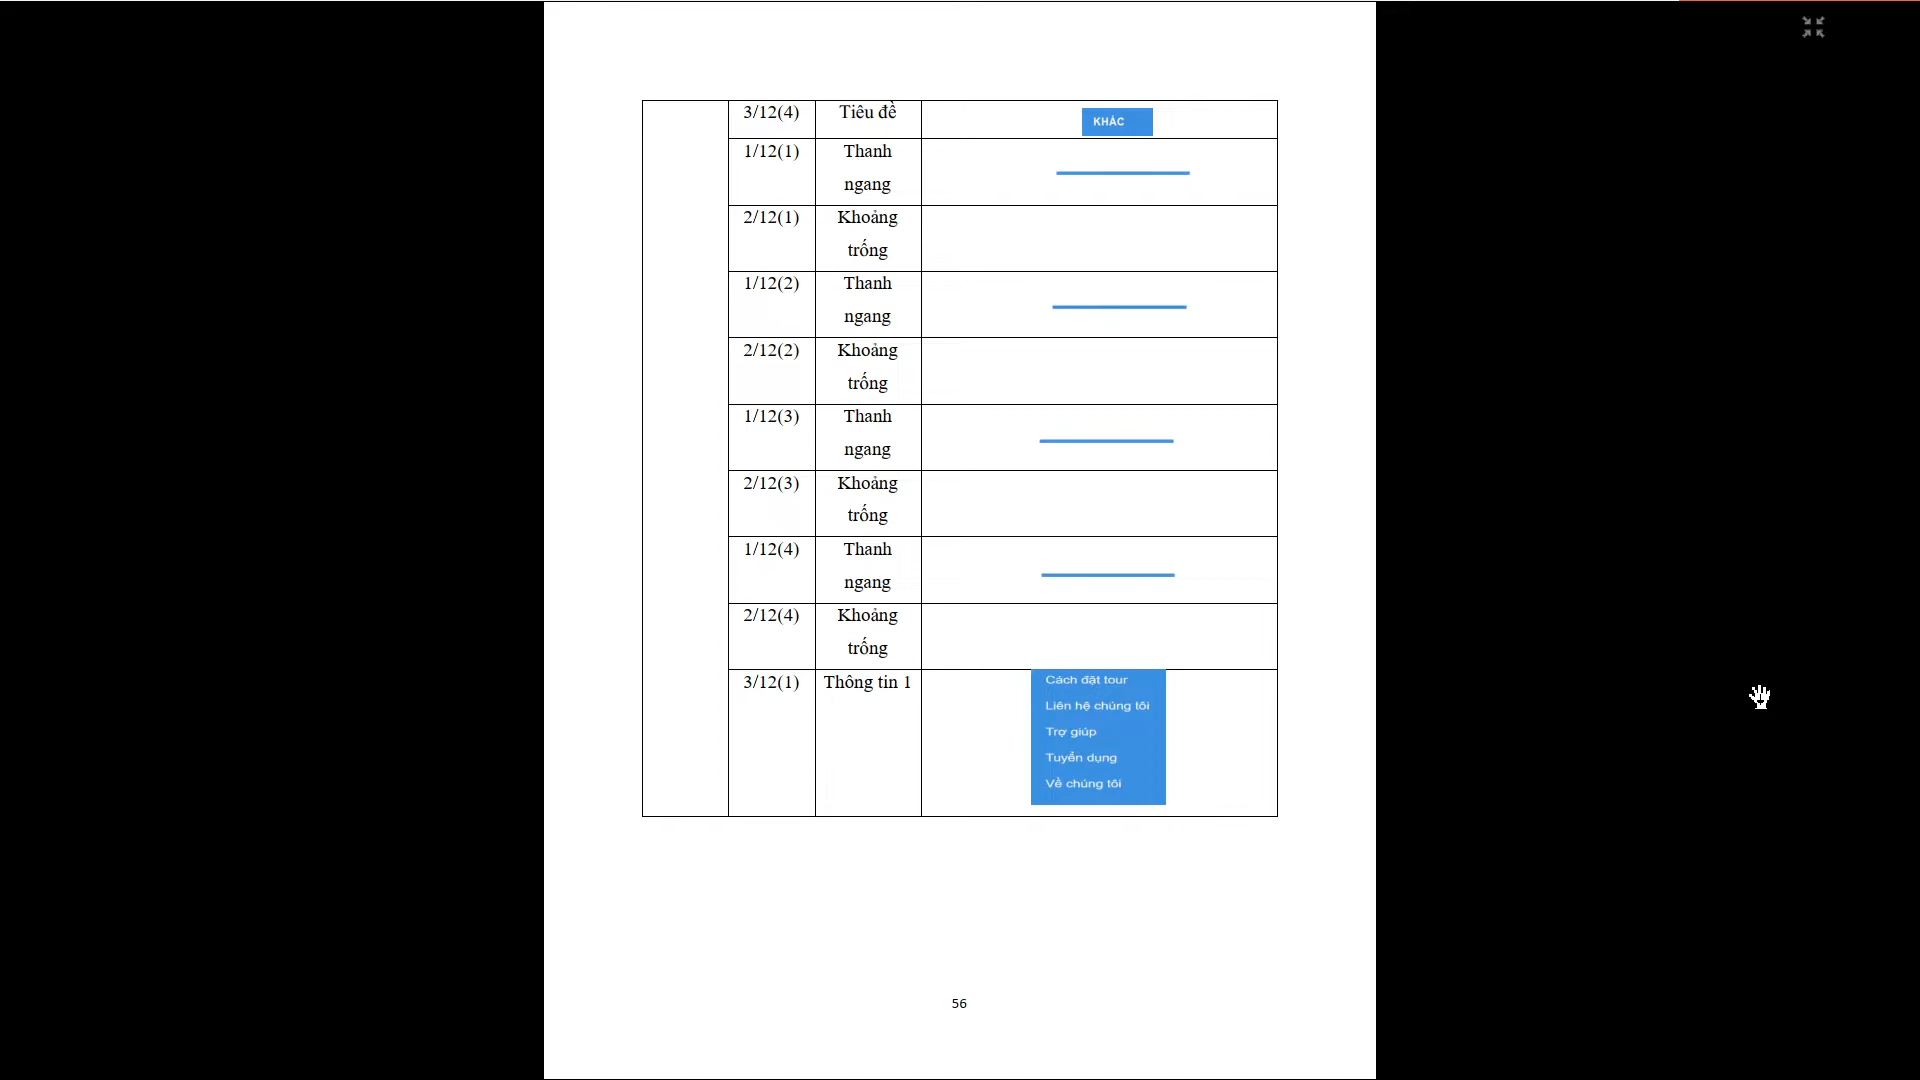 3/12(4) Tiêu đề KHÁC
1/12(1) Thanh
ngang
2/12(1) Khoảng
trống
1/12(2) Thanh
ngang
2/12(2) Khoảng
trống
1/12(3) Thanh
ngang
2/12(3) Khoảng
trống
1/12(4) Thanh
ngang
2/12(4) Khoảng
trống
3/12(1) Thông tin 1 Cách đặt tour
Liên hệ chúng tôi
Trợ giúp
Tuyển dụng
Về chúng tôi
56